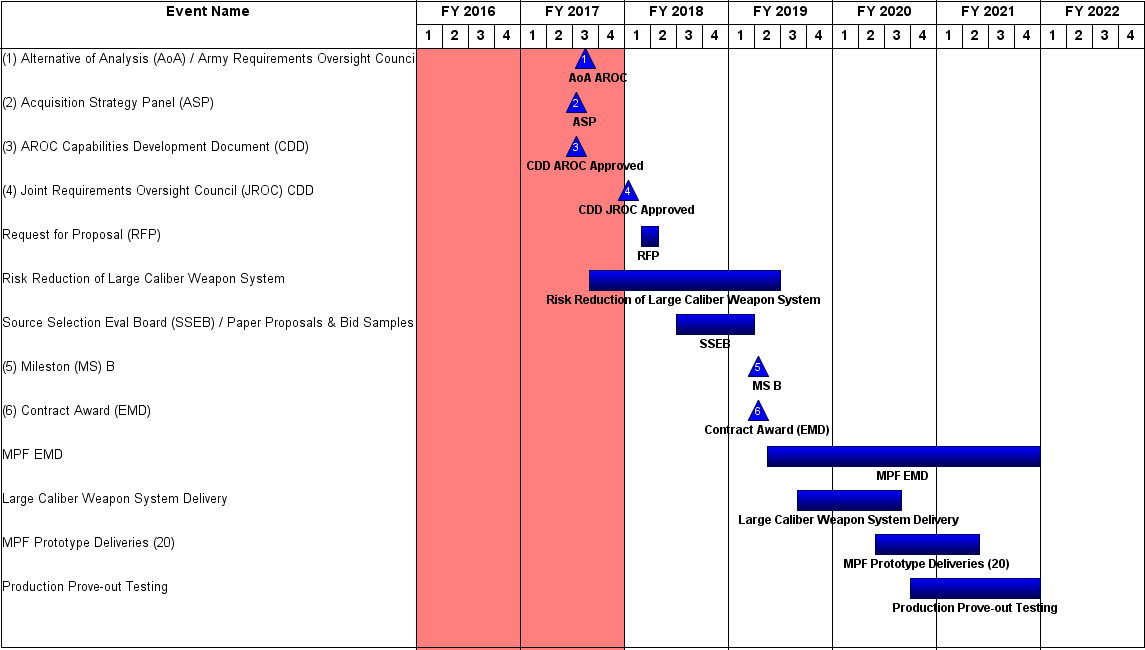 Event Name FY 2016 FY 2017 FY 2018 FY 2019 FY 2020 FY 2021 FY 2022
1 2 3 4 1 2 3 4 1 2 3 4 1 2 3 4 1 2 3 4 1 2 3 4 1 2 3 4
(1) Alternative of Analysis (AoA) / Army Requirements Oversight Counci 1
AoA AROC
(2) Acquisition Strategy Panel (ASP) 2
ASP
(3) AROC Capabilities Development Document (CDD) 3
CDD AROC Approved
(4) Joint Requirements Oversight Council (JROC) CDD 4
CDD JROC Approved
Request for Proposal (RFP)
RFP
Risk Reduction of Large Caliber Weapon System
Risk Reduction of Large Caliber Weapon System
Source Selection Eval Board (SSEB) / Paper Proposals & Bid Samples
SSEB
(5) Mileston (MS) B 5
MS B
(6) Contract Award (EMD) 6
Contract Award (EMD)
MPF EMD
MPF EMD
Large Caliber Weapon System Delivery
Large Caliber Weapon System Delivery
MPF Prototype Deliveries (20)
MPF Prototype Deliveries (20)
Production Prove-out Testing
Production Prove-out Testing